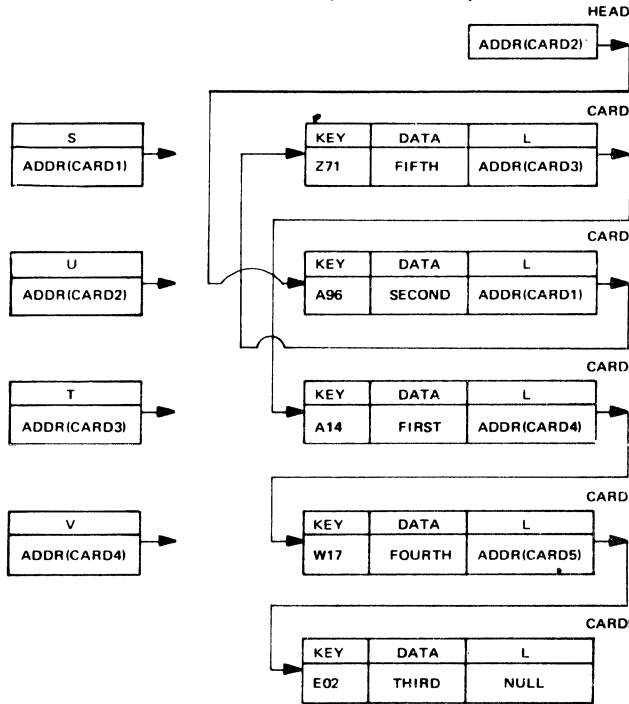 HEAD
ADDR(CARD2)
CARD
S
KEY DATA L
ADDR(CARD1)
Z71 FIFTH ADDR(CARD3)
CARD
U
KEY DATA L
ADDR(CARD2)
A96 SECOND ADDR(CARD1)
CARD
T
KEY DATA L
ADDR(CARD3)
A14 FIRST ADDR(CARD4)
CARD
V
KEY DATA L
ADDR(CARD4)
W17 FOURTH ADDR(CARD5)
CARD
KEY DATA L
E02 THIRD NULL